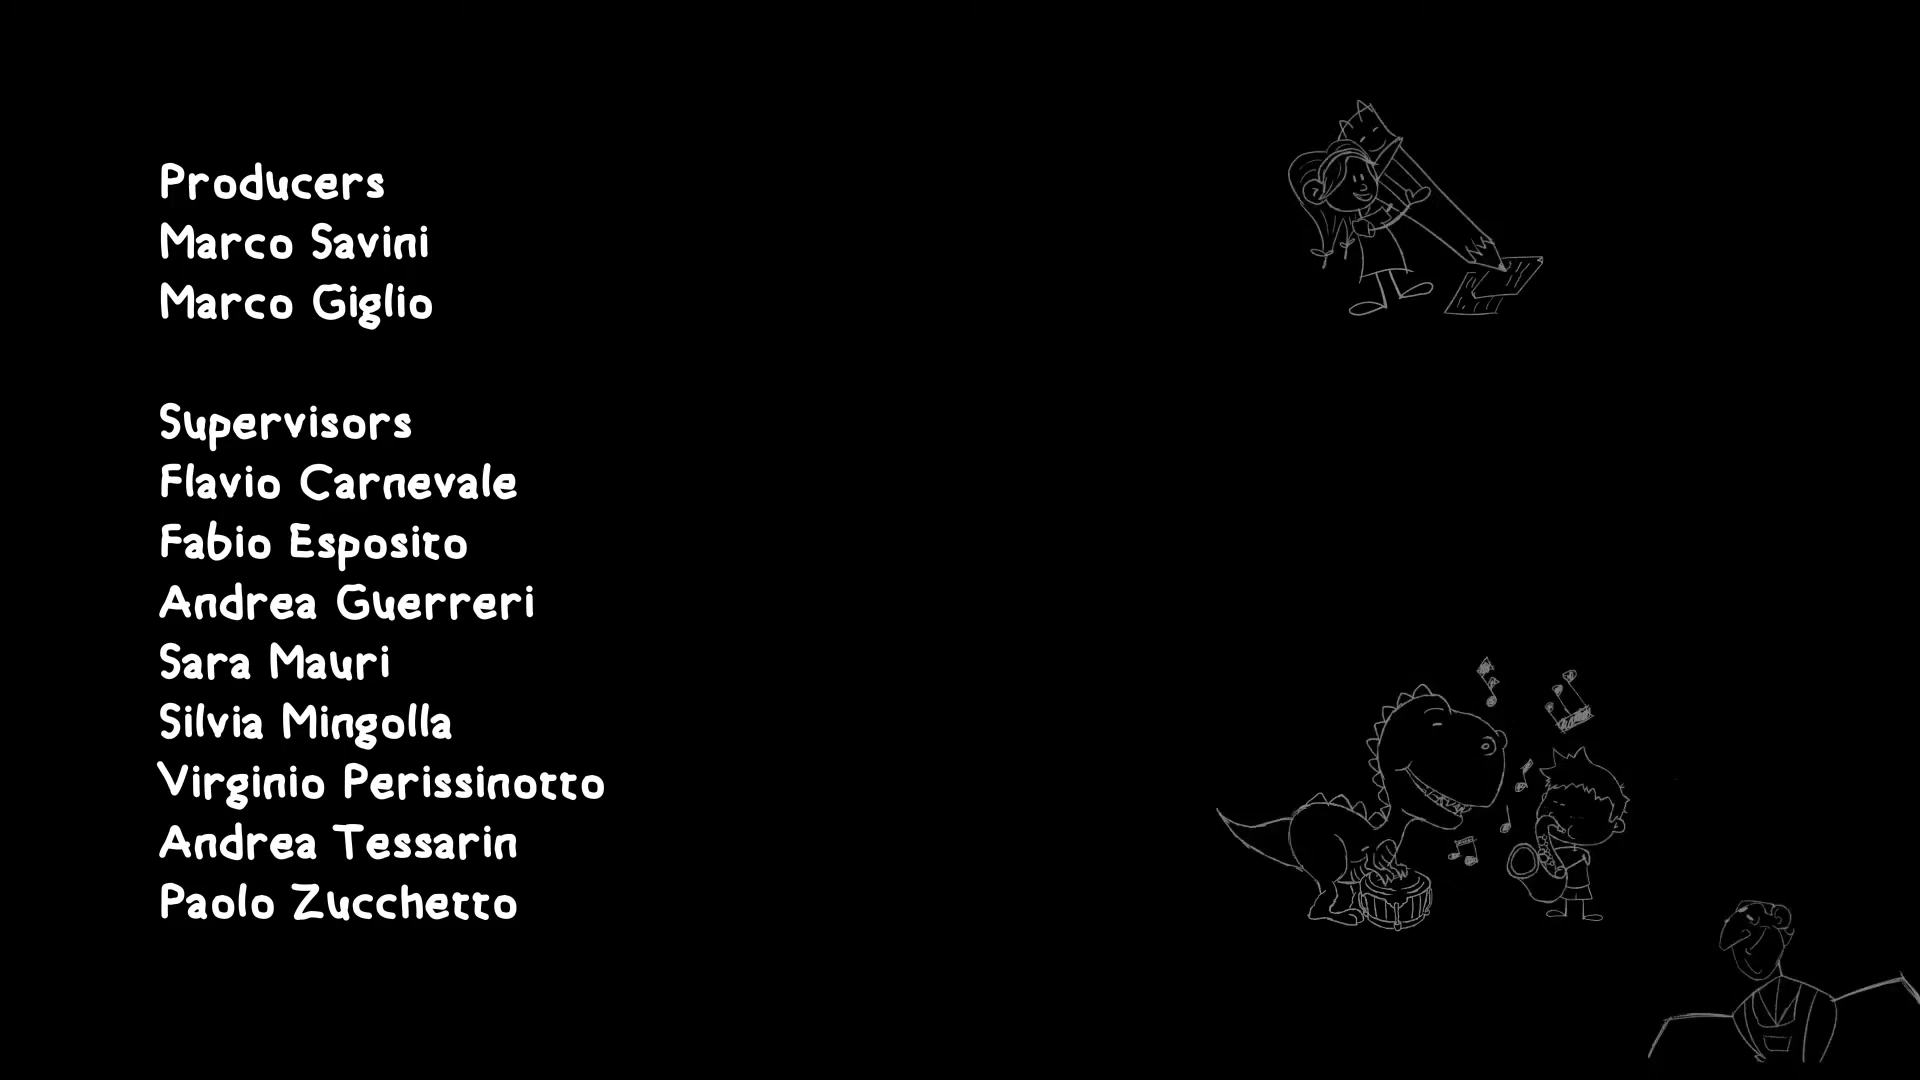 Producers
Marco Savini
Marco Giglio
Supervisors
Flavio Carnevale
Fabio Esposito
Andrea Guerreri
Sara Mauri
Silvia Mingolla
Virginio Perissinotto
Andrea Tessarin
Paolo Zucchetto